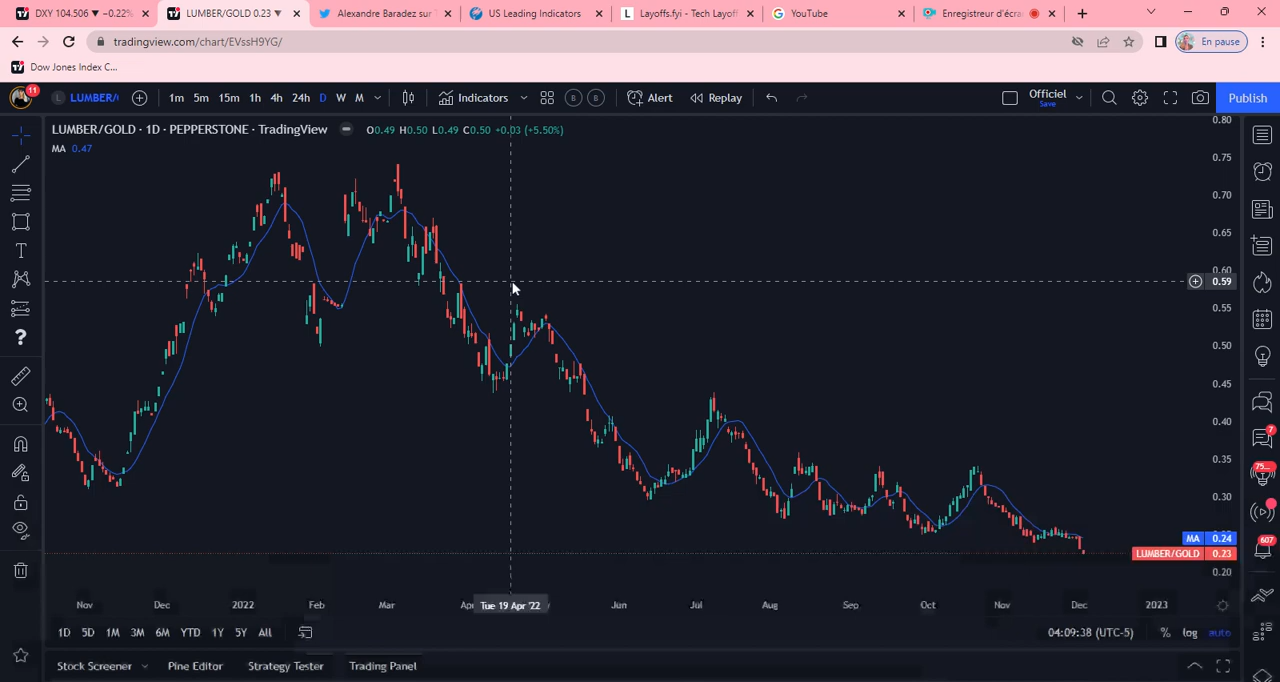 DXY 104.506 ▼ −0.22%
LUMBER/GOLD 0.23 ▼
Alexandre Baradez sur
US Leading Indicators
Layoffs.fyi - Tech Layoff
YouTube
Enregistreur d'écra
tradingview.com/chart/EVssH9YG/
En pause
Dow Jones Index C...
11
L
LUMBER/
1m 5m 15m 1h 4h 24h D W M
Indicators
B B
Alert
Replay
Officiel
Save
Publish
LUMBER/GOLD · 1D · PEPPERSTONE · TradingView
O0.49 H0.50 L0.49 C0.50 +0.03 (+5.50%)
MA 0.47
0.80
0.75
0.70
0.65
0.60
0.59
0.55
0.50
0.45
0.40
0.35
0.30
MA 0.24
LUMBER/GOLD 0.23
0.20
7
75...
607
Nov Dec 2022 Feb Mar Tue 19 Apr '22 Jun Jul Aug Sep Oct Nov Dec 2023
1D 5D 1M 3M 6M YTD 1Y 5Y All
04:09:38 (UTC-5) % log auto
Stock Screener Pine Editor Strategy Tester Trading Panel